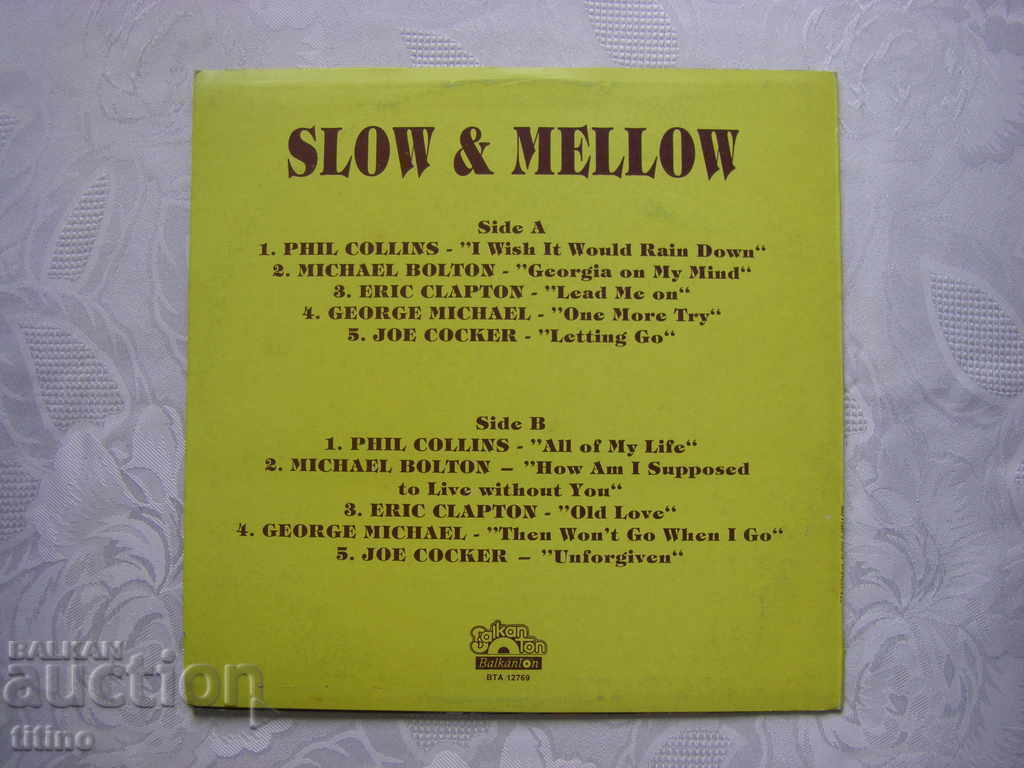 SLOW & MELLOW
Side A
1. PHIL COLLINS - ”I Wish It Would Rain Down“
2. MICHAEL BOLTON - ”Georgia on My Mind“
3. ERIC CLAPTON - ”Lead Me on“
4. GEORGE MICHAEL - ”One More Try“
5. JOE COCKER - ”Letting Go“
Side B
1. PHIL COLLINS - ”All of My Life“
2. MICHAEL BOLTON – ”How Am I Supposed
to Live without You“
3. ERIC CLAPTON - ”Old Love“
4. GEORGE MICHAEL - ”Then Won't Go When I Go“
5. JOE COCKER – ”Unforgiven“
Balkan
ton
Balkanton
BTA 12769
BALKAN
auction
titino